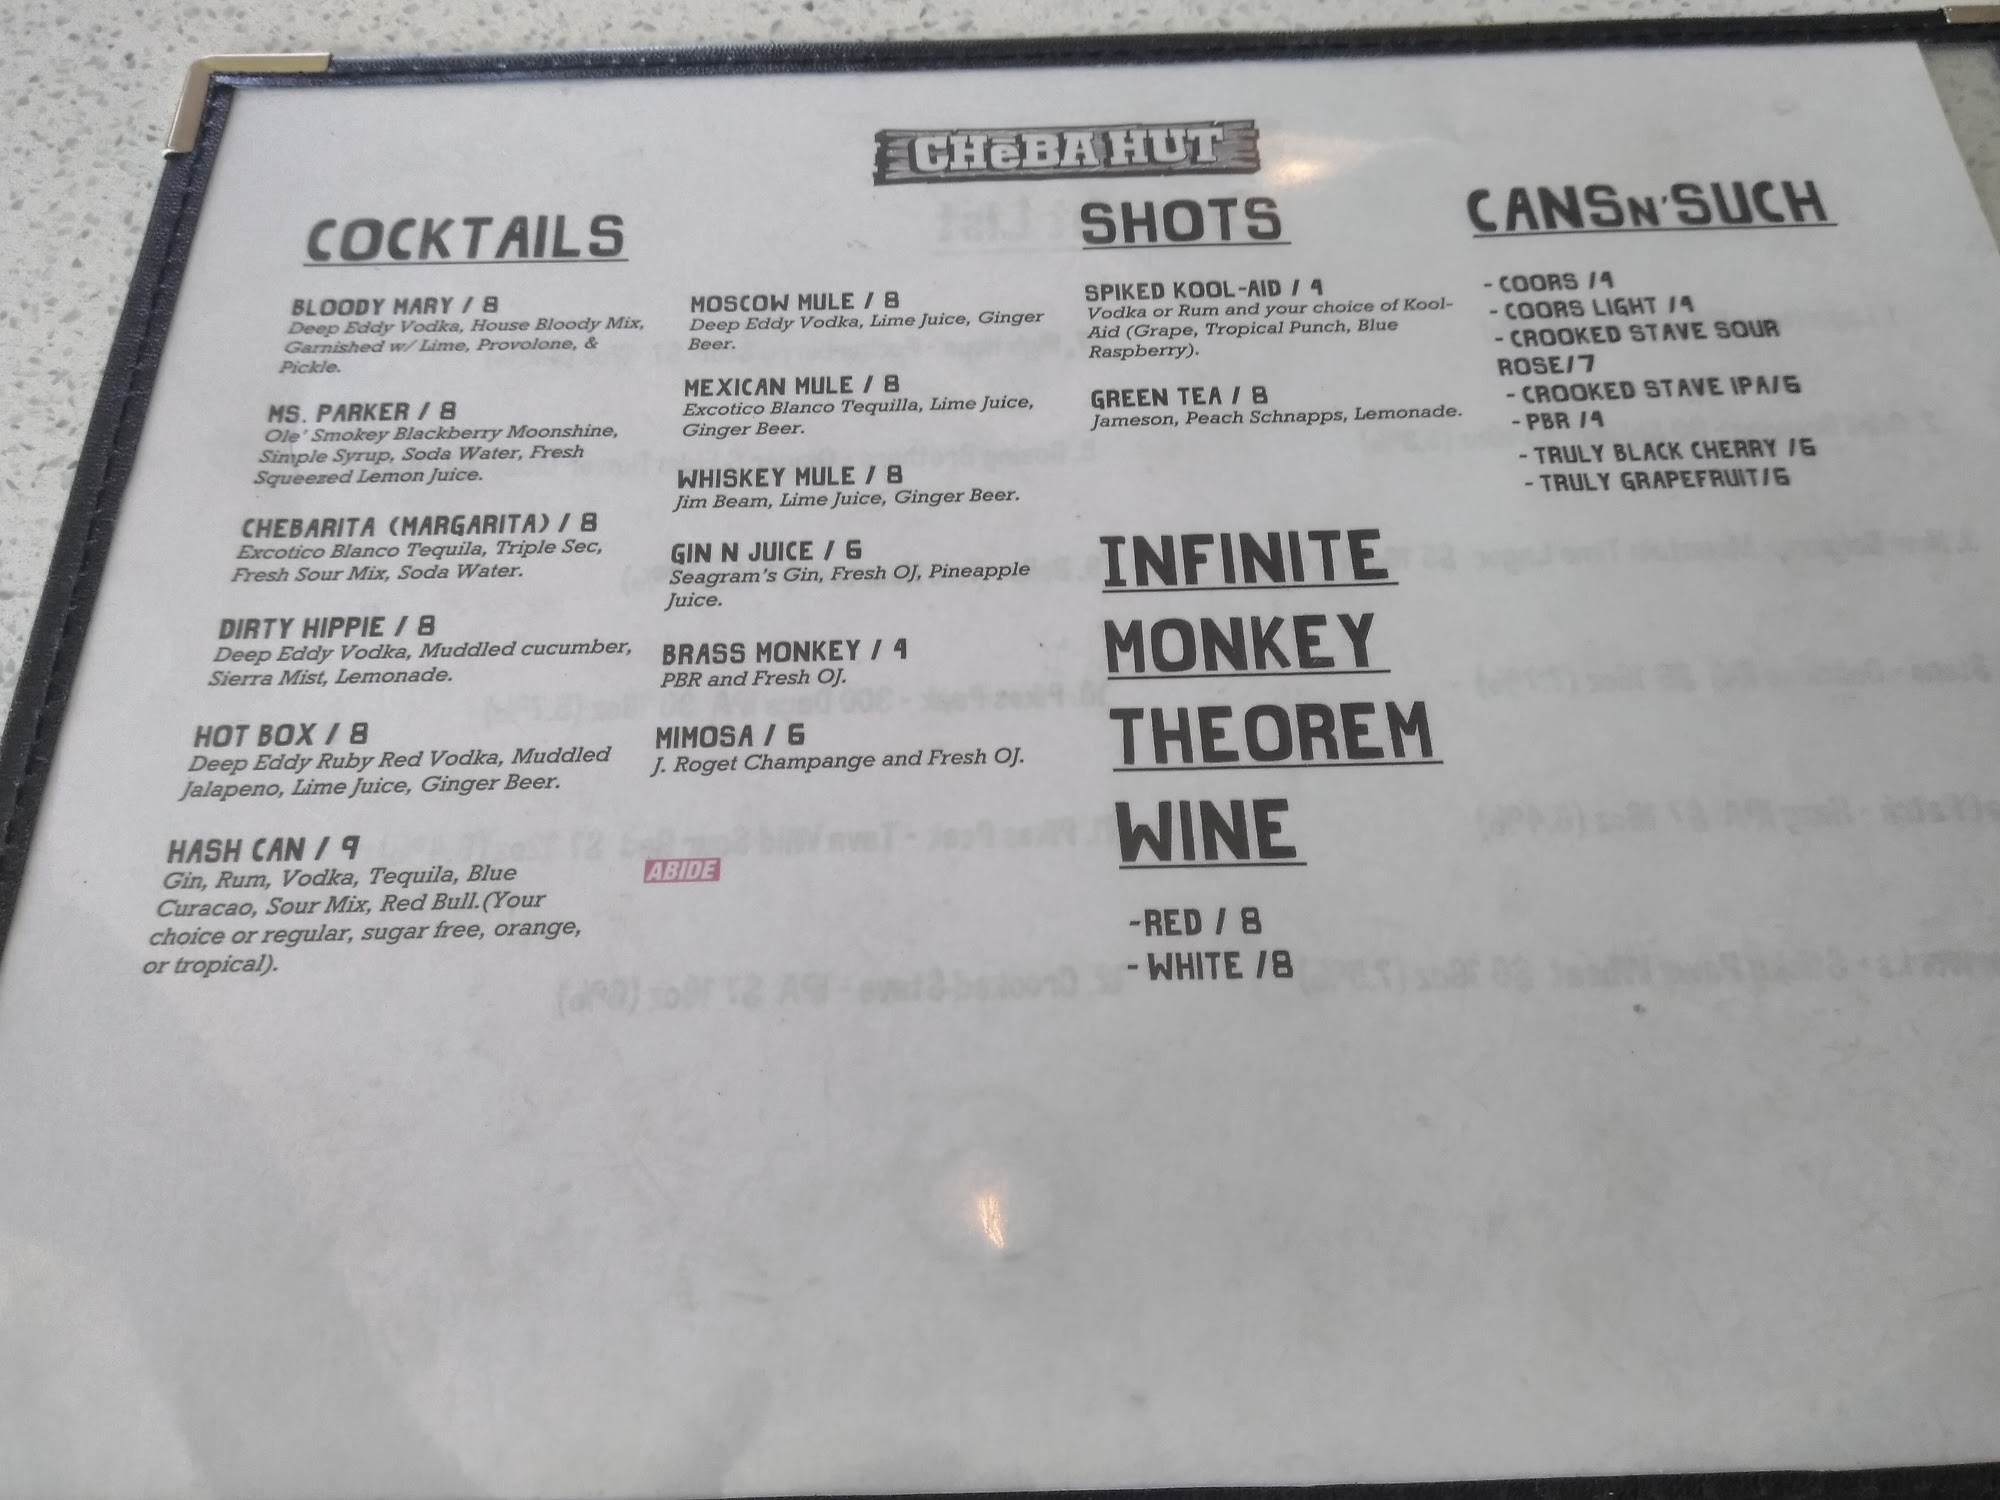 CHeBA HUT
COCKTAILS
BLOODY MARY / 8
Deep Eddy Vodka, House Bloody Mix,
Garnished w/ Lime, Provolone, &
Pickle.
MS. PARKER / 8
Ole' Smokey Blackberry Moonshine,
Simple Syrup, Soda Water, Fresh
Squeezed Lemon Juice.
CHEBARITA (MARGARITA) / 8
Excotico Blanco Tequila, Triple Sec,
Fresh Sour Mix, Soda Water.
DIRTY HIPPIE / 8
Deep Eddy Vodka, Muddled cucumber,
Sierra Mist, Lemonade.
HOT BOX / 8
Deep Eddy Ruby Red Vodka, Muddled
Jalapeno, Lime Juice, Ginger Beer.
HASH CAN / 9
Gin, Rum, Vodka, Tequila, Blue
Curacao, Sour Mix, Red Bull.(Your
choice or regular, sugar free, orange,
or tropical).
MOSCOW MULE / 8
Deep Eddy Vodka, Lime Juice, Ginger
Beer.
MEXICAN MULE / 8
Excotico Blanco Tequilla, Lime Juice,
Ginger Beer.
WHISKEY MULE / 8
Jim Beam, Lime Juice, Ginger Beer.
GIN N JUICE / 6
Seagram's Gin, Fresh OJ, Pineapple
Juice.
BRASS MONKEY / 4
PBR and Fresh OJ.
MIMOSA / 6
J. Roget Champange and Fresh OJ.
ABIDE
SHOTS
SPIKED KOOL-AID / 4
Vodka or Rum and your choice of Kool-
Aid (Grape, Tropical Punch, Blue
Raspberry).
GREEN TEA / 8
Jameson, Peach Schnapps, Lemonade.
INFINITE
MONKEY
THEOREM
WINE
-RED / 8
- WHITE /8
CANSN'SUCH
- COORS /4
- COORS LIGHT /4
- CROOKED STAVE SOUR
ROSE/7
- CROOKED STAVE IPA/6
- PBR /4
- TRULY BLACK CHERRY /6
- TRULY GRAPEFRUIT/6